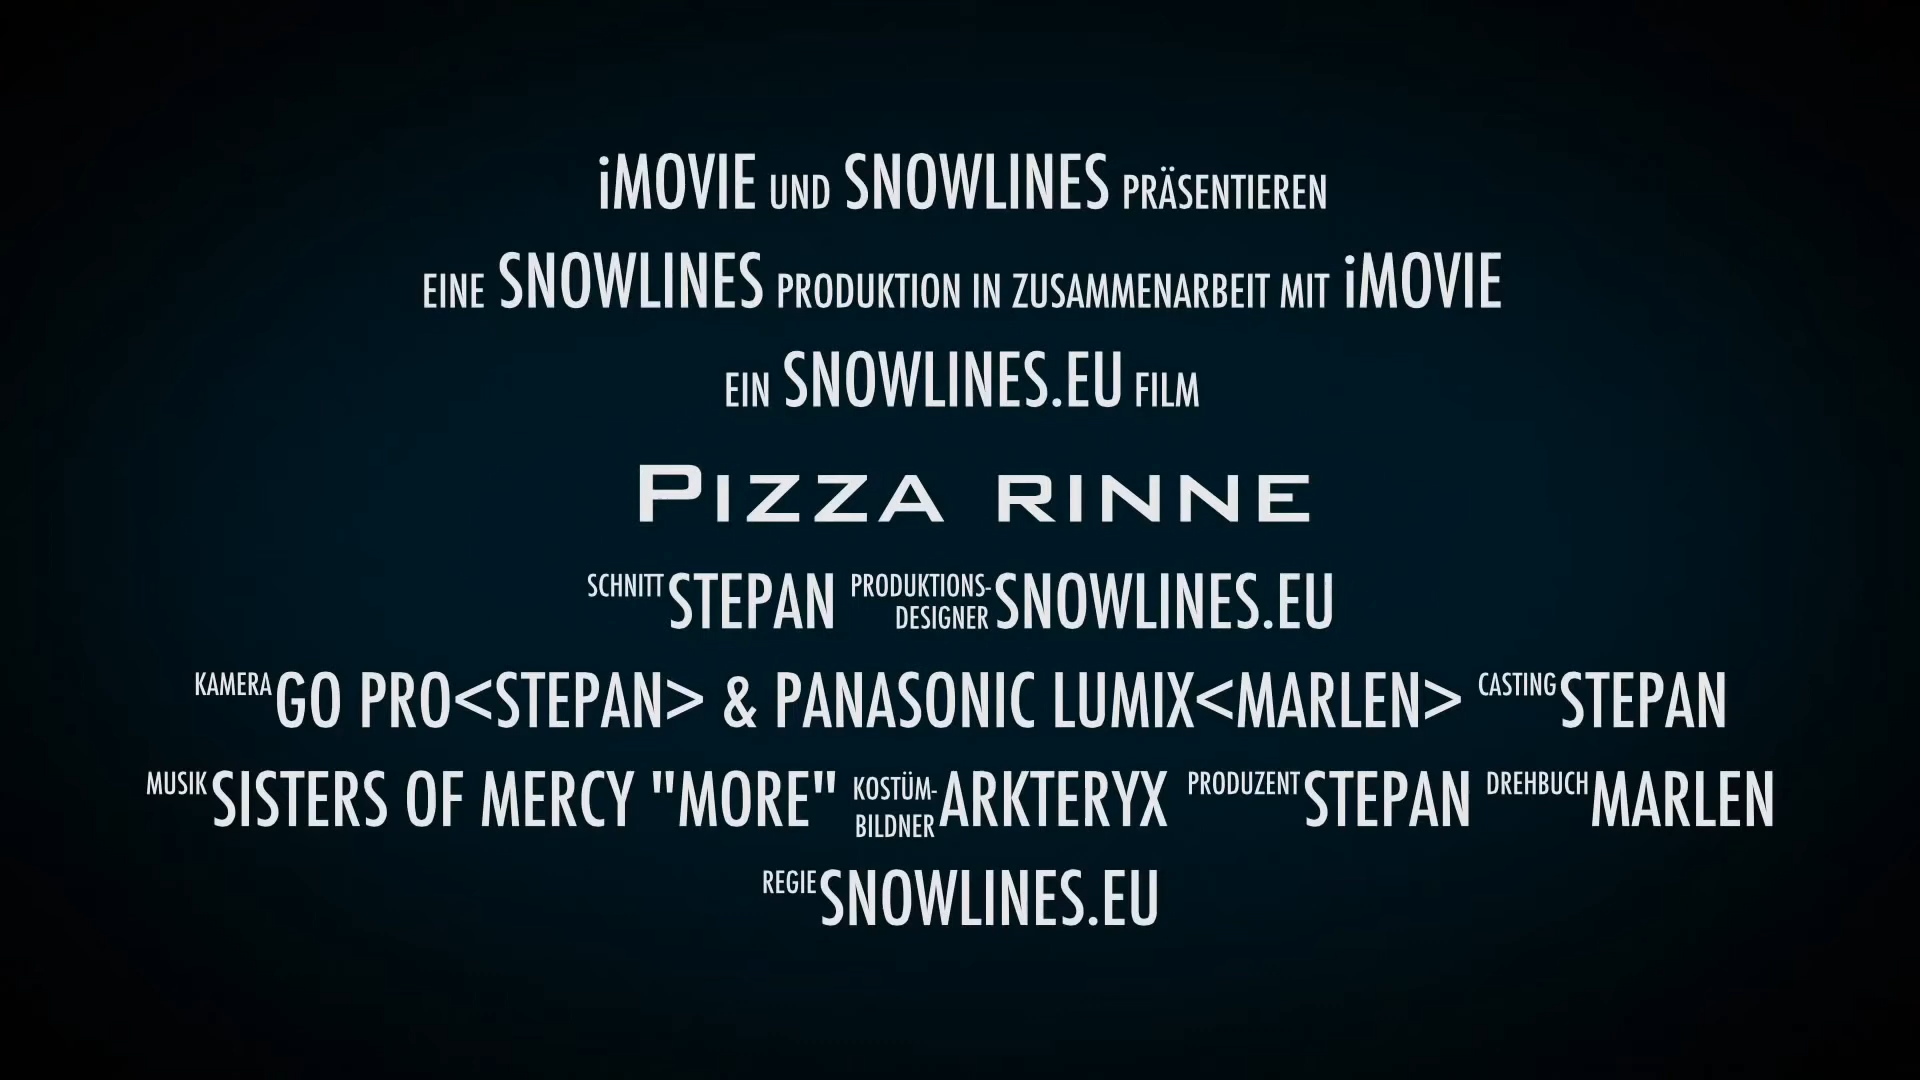 iMOVIE UND SNOWLINES PRÄSENTIEREN
EINE SNOWLINES PRODUKTION IN ZUSAMMENARBEIT MIT iMOVIE
EIN SNOWLINES.EU FILM
PIZZA RINNE
SCHNITT STEPAN PRODUKTIONS-DESIGNER SNOWLINES.EU
KAMERA GO PRO<STEPAN> & PANASONIC LUMIX<MARLEN> CASTING STEPAN
MUSIK SISTERS OF MERCY "MORE" KOSTÜM-BILDNER ARKTERYX PRODUZENT STEPAN DREHBUCH MARLEN
REGIE SNOWLINES.EU